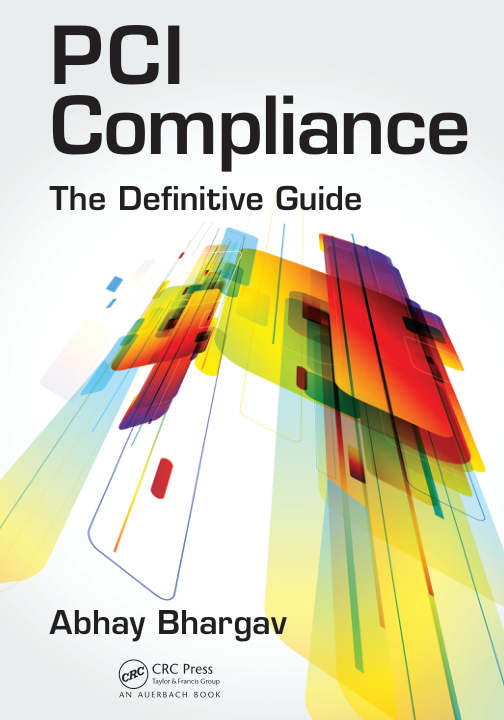 PCI
Compliance
The Definitive Guide
Abhay Bhargav
CRC CRC Press
Taylor & Francis Group
AN AUERBACH BOOK